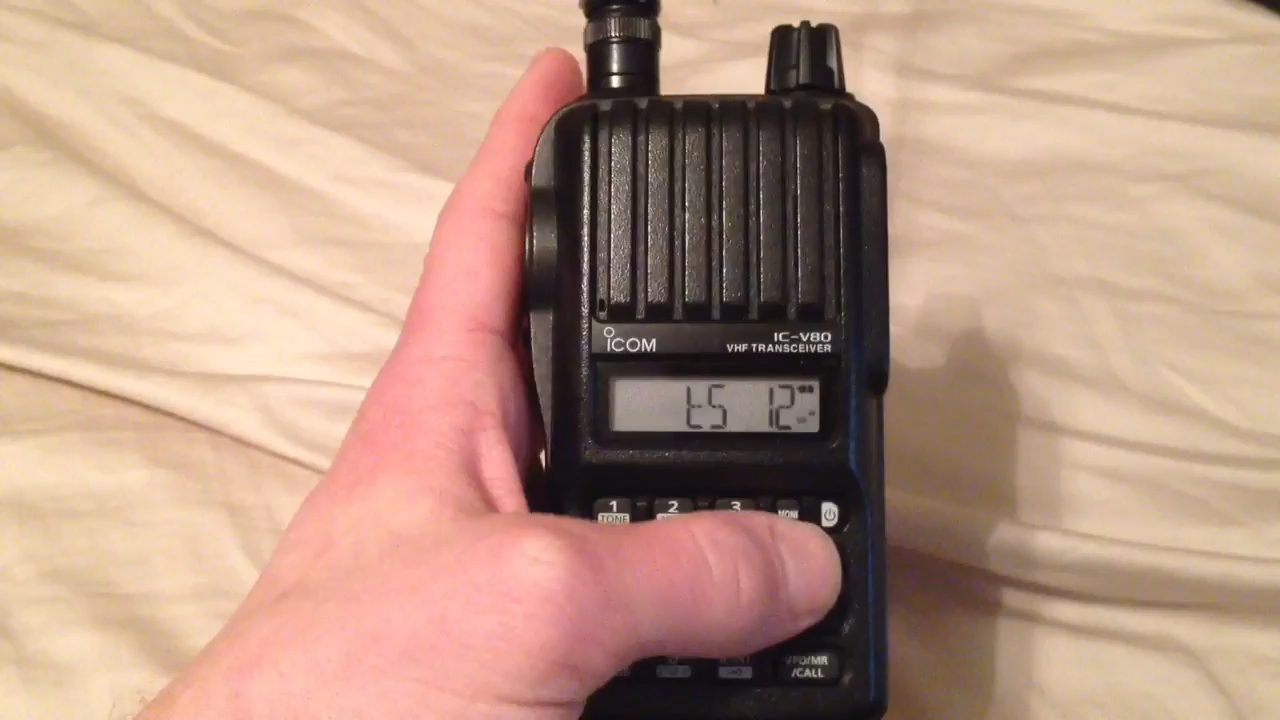 ICOM
IC-V80
VHF TRANSCEIVER
tS 12
1 2 3 MONI
TONE
VFO/MR
/CALL